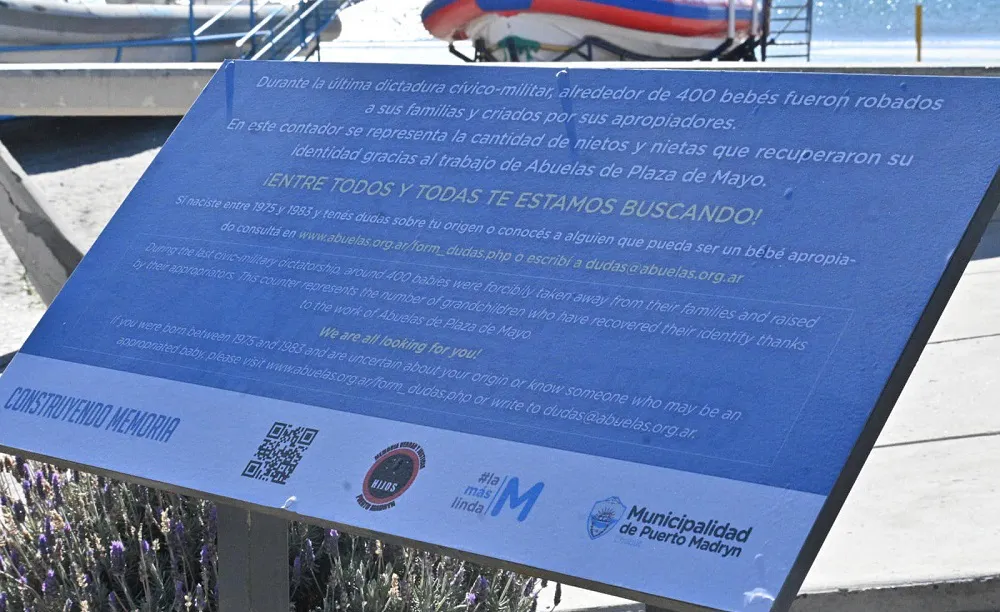 Durante la última dictadura cívico-militar, alrededor de 400 bebés fueron robados
a sus familias y criados por sus apropiadores.
En este contador se representa la cantidad de nietos y nietas que recuperaron su
identidad gracias al trabajo de Abuelas de Plaza de Mayo.
¡ENTRE TODOS Y TODAS TE ESTAMOS BUSCANDO!
Si naciste entre 1975 y 1983 y tenés dudas sobre tu origen o conocés a alguien que pueda ser un bebé apropia-
do consultá en www.abuelas.org.ar/form_dudas.php o escribí a dudas@abuelas.org.ar
During the last civic-military dictatorship, around 400 babies were forcibly taken away from their families and raised
by their appropriators. This counter represents the number of grandchildren who have recovered their identity thanks
to the work of Abuelas de Plaza de Mayo
We are all looking for you!
If you were born between 1975 and 1983 and are uncertain about your origin or know someone who may be an
appropriated baby, please visit www.abuelas.org.ar/form_dudas.php or write to dudas@abuelas.org.ar.
CONSTRUYENDO MEMORIA
HIJOS
#la
más
linda
M
Municipalidad
de Puerto Madryn